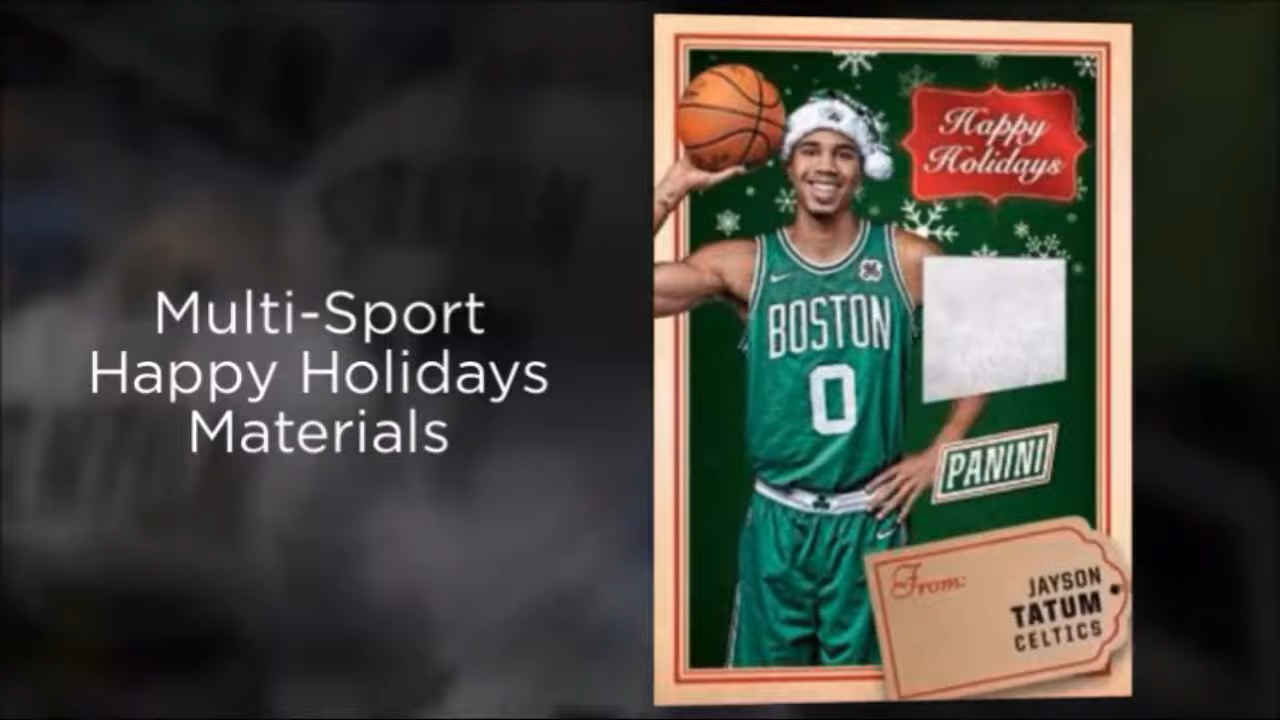 Multi-Sport
Happy Holidays
Materials
Happy
Holidays
BOSTON
0
PANINI
From:
JAYSON
TATUM
CELTICS